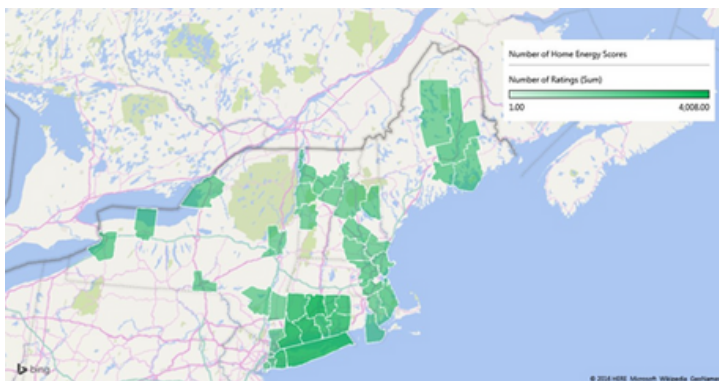 Number of Home Energy Scores
Number of Ratings (Sum)
1.00 4,008.00
bing
© 2014 HERE, Microsoft, Wikipedia, GeoNames